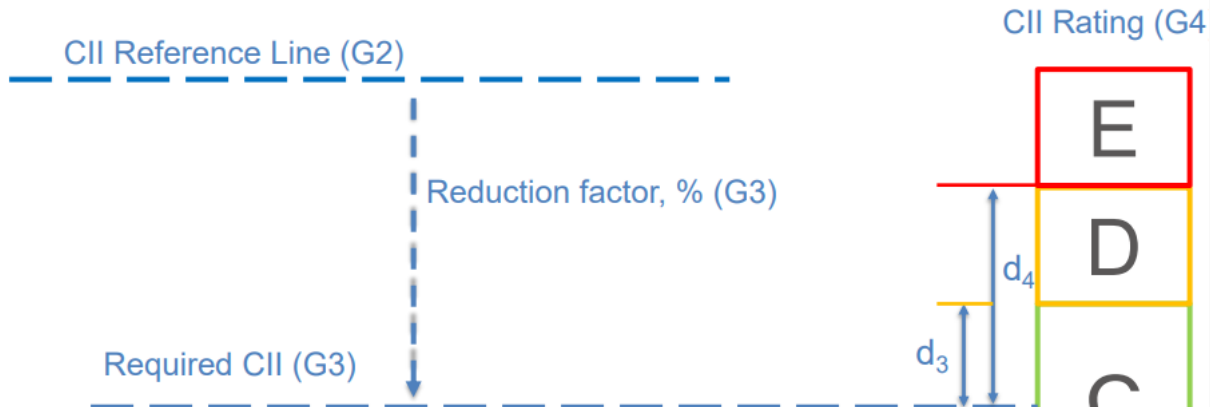 CII Rating (G4
CII Reference Line (G2)
E
Reduction factor, % (G3)
D
d4
d3
Required CII (G3)
C